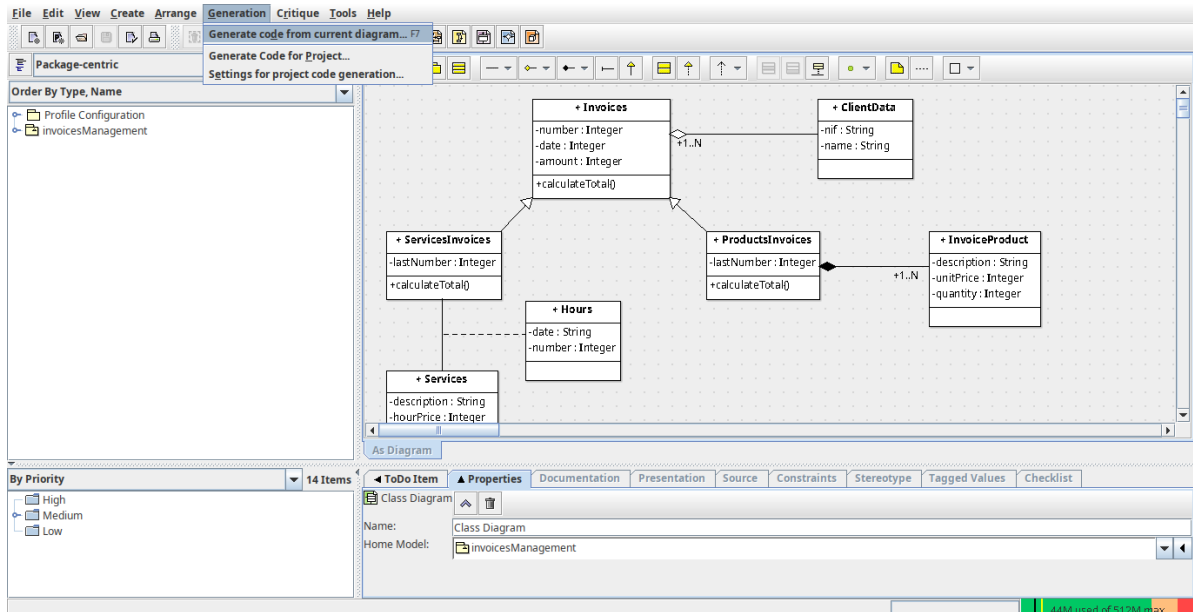 File Edit View Create Arrange Generation Critique Tools Help
Generate code from current diagram... F7
Generate Code for Project...
Settings for project code generation...
Package-centric
Order By Type, Name
Profile Configuration
invoicesManagement
+ Invoices
-number : Integer
-date : Integer
-amount : Integer
+calculateTotal()
+1..N
+ ClientData
-nif : String
-name : String
+ ServicesInvoices
-lastNumber : Integer
+calculateTotal()
+ ProductsInvoices
-lastNumber : Integer
+calculateTotal()
+1..N
+ InvoiceProduct
-description : String
-unitPrice : Integer
-quantity : Integer
+ Hours
-date : String
-number : Integer
+ Services
-description : String
-hourPrice : Integer
As Diagram
By Priority 14 Items
High
Medium
Low
ToDo Item Properties Documentation Presentation Source Constraints Stereotype Tagged Values Checklist
Class Diagram
Name: Class Diagram
Home Model: invoicesManagement
44M used of 512M max